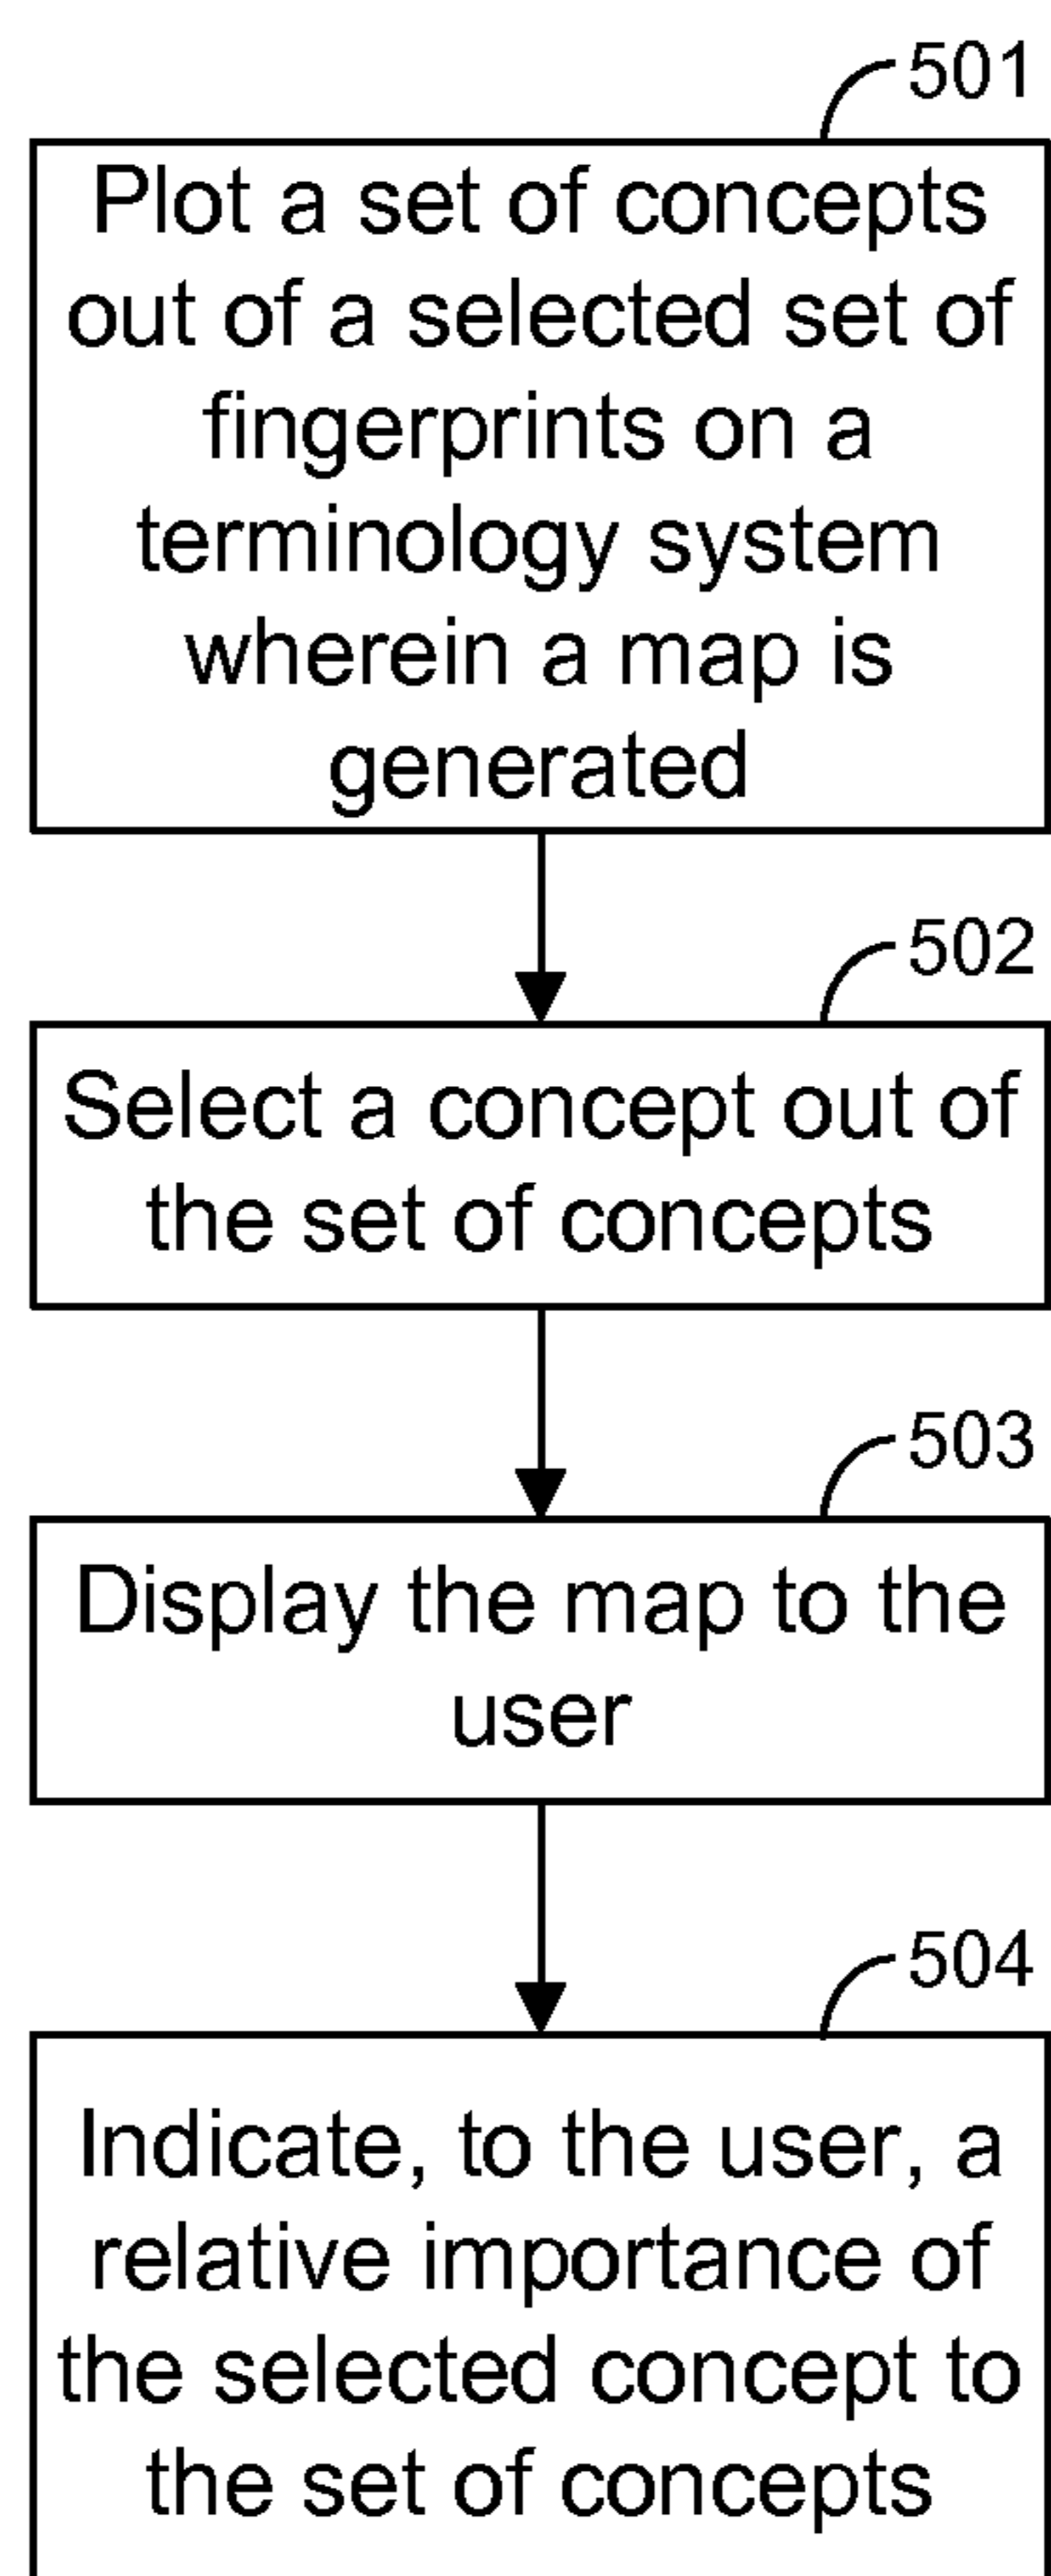 501
Plot a set of concepts
out of a selected set of
fingerprints on a
terminology system
wherein a map is
generated
502
Select a concept out of
the set of concepts
503
Display the map to the
user
504
Indicate, to the user, a
relative importance of
the selected concept to
the set of concepts